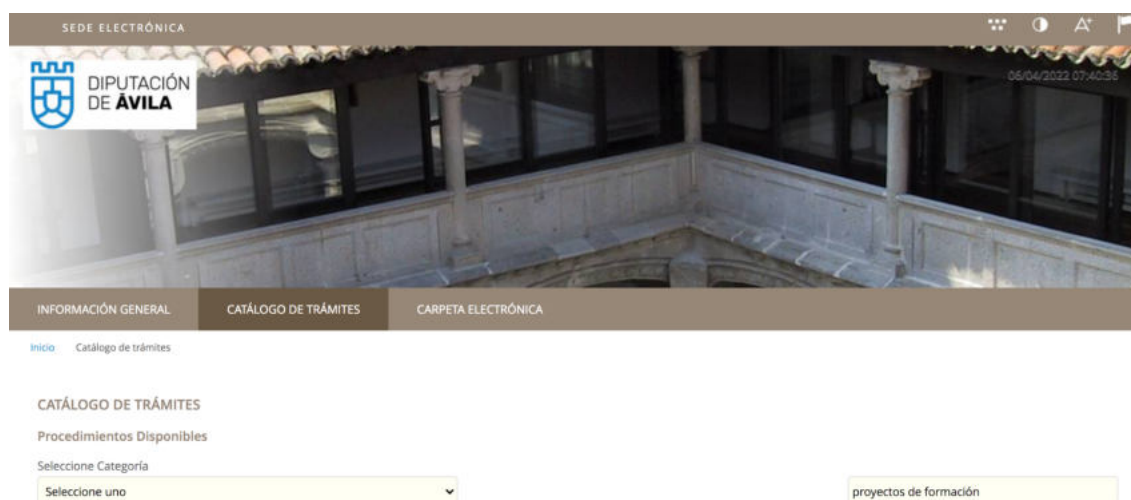 SEDE ELECTRÓNICA
A+
DIPUTACIÓN
DE ÁVILA
06/04/2022 07:40:36
INFORMACIÓN GENERAL CATÁLOGO DE TRÁMITES CARPETA ELECTRÓNICA
Inicio Catálogo de trámites
CATÁLOGO DE TRÁMITES
Procedimientos Disponibles
Seleccione Categoría
Seleccione uno proyectos de formación